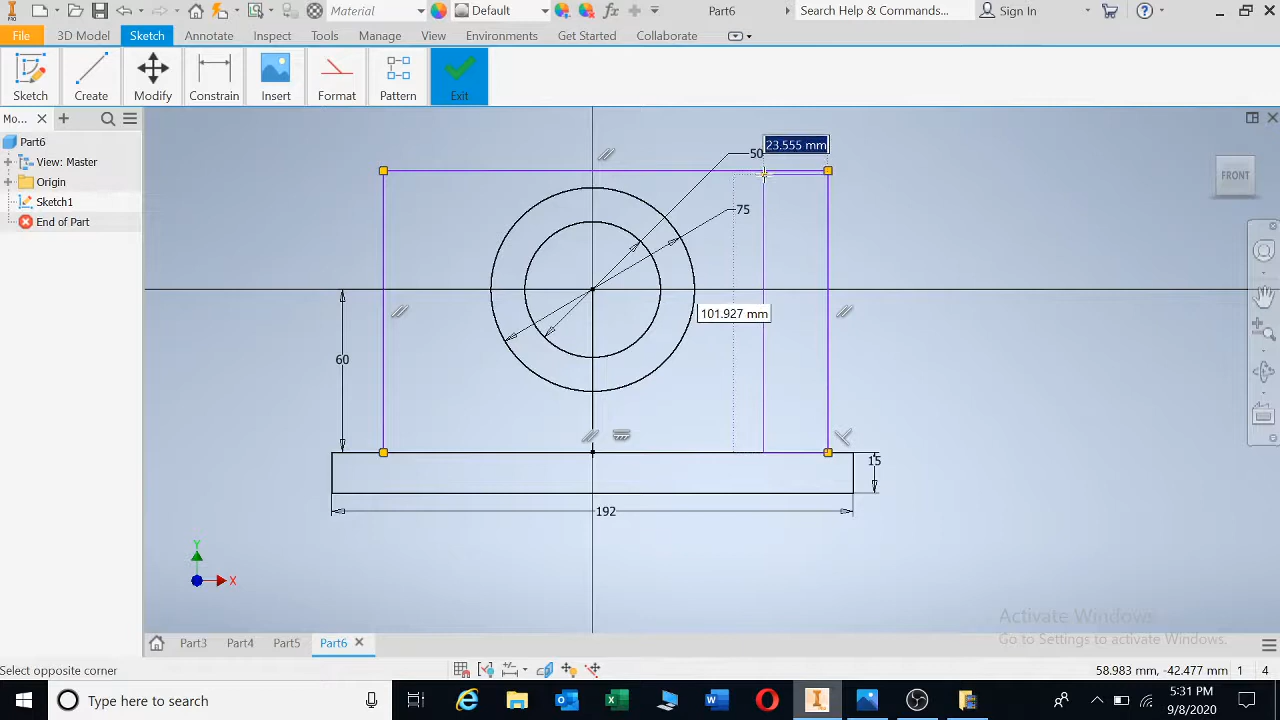 Material
Default
Part6
Search Help & Commands...
Sign In
File
3D Model
Sketch
Annotate
Inspect
Tools
Manage
View
Environments
Get Started
Collaborate
Sketch
Create
Modify
Constrain
Insert
Format
Pattern
Exit
Mo...
Part6
View: Master
Origin
Sketch1
End of Part
23.555 mm
50
75
101.927 mm
60
15
192
FRONT
Y
X
Activate Windows
Go to Settings to activate Windows.
Part3
Part4
Part5
Part6
Select opposite corner
58.983 mm, -42.477 mm
1
4
Type here to search
5:31 PM
9/8/2020